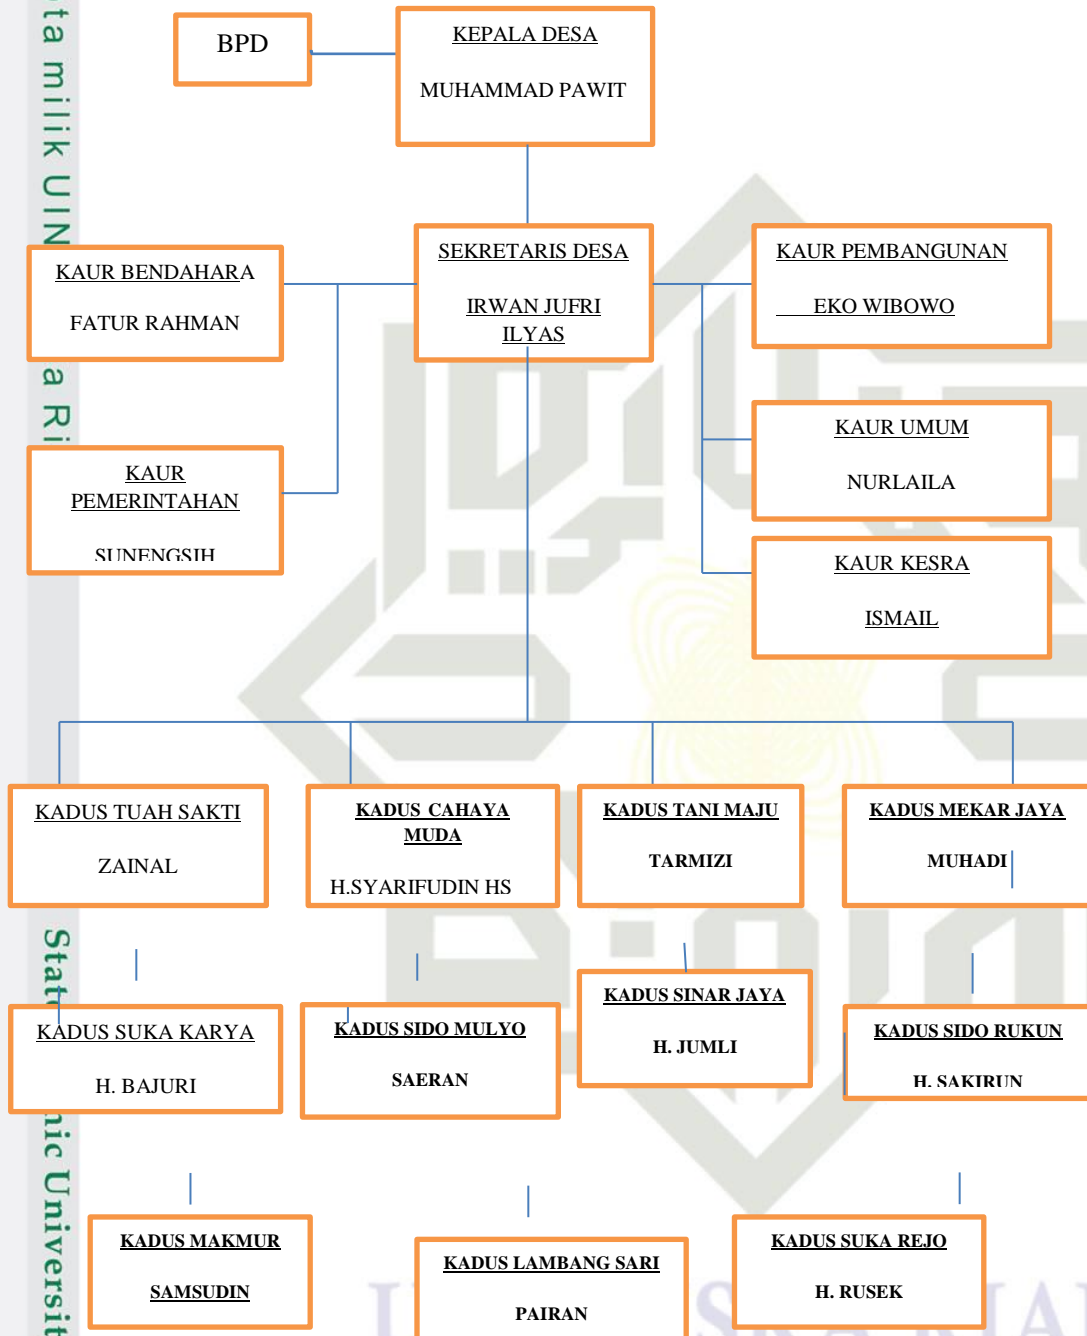 BPD
KEPALA DESA
MUHAMMAD PAWIT
SEKRETARIS DESA
IRWAN JUFRI
ILYAS
KAUR BENDAHARA
FATUR RAHMAN
KAUR PEMBANGUNAN
EKO WIBOWO
KAUR UMUM
NURLAILA
KAUR
PEMERINTAHAN
SUNENGSIH
KAUR KESRA
ISMAIL
KADUS TUAH SAKTI
ZAINAL
KADUS CAHAYA
MUDA
H.SYARIFUDIN HS
KADUS TANI MAJU
TARMIZI
KADUS MEKAR JAYA
MUHADI
KADUS SUKA KARYA
H. BAJURI
KADUS SIDO MULYO
SAERAN
KADUS SINAR JAYA
H. JUMLI
KADUS SIDO RUKUN
H. SAKIRUN
KADUS MAKMUR
SAMSUDIN
KADUS LAMBANG SARI
PAIRAN
KADUS SUKA REJO
H. RUSEK
milik UIN